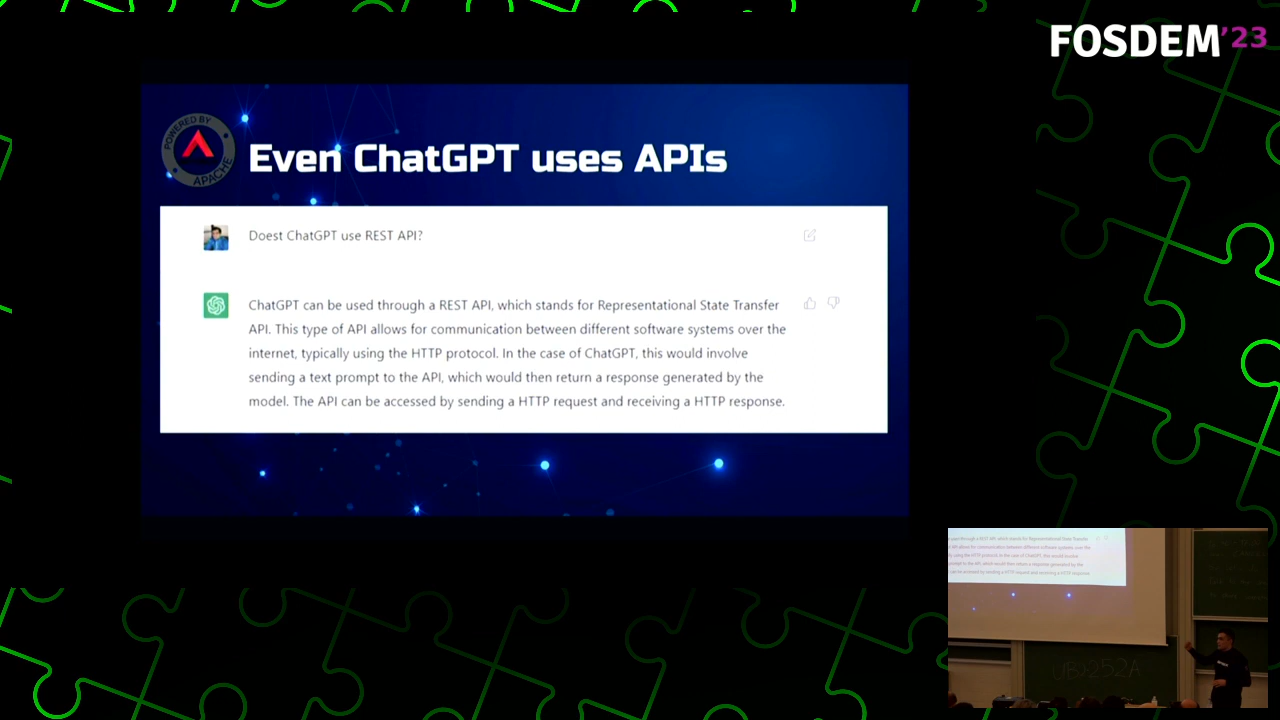 FOSDEM'23
POWERED BY
APACHE
Even ChatGPT uses APIs
Doest ChatGPT use REST API?
ChatGPT can be used through a REST API, which stands for Representational State Transfer
API. This type of API allows for communication between different software systems over the
internet, typically using the HTTP protocol. In the case of ChatGPT, this would involve
sending a text prompt to the API, which would then return a response generated by the
model. The API can be accessed by sending a HTTP request and receiving a HTTP response.